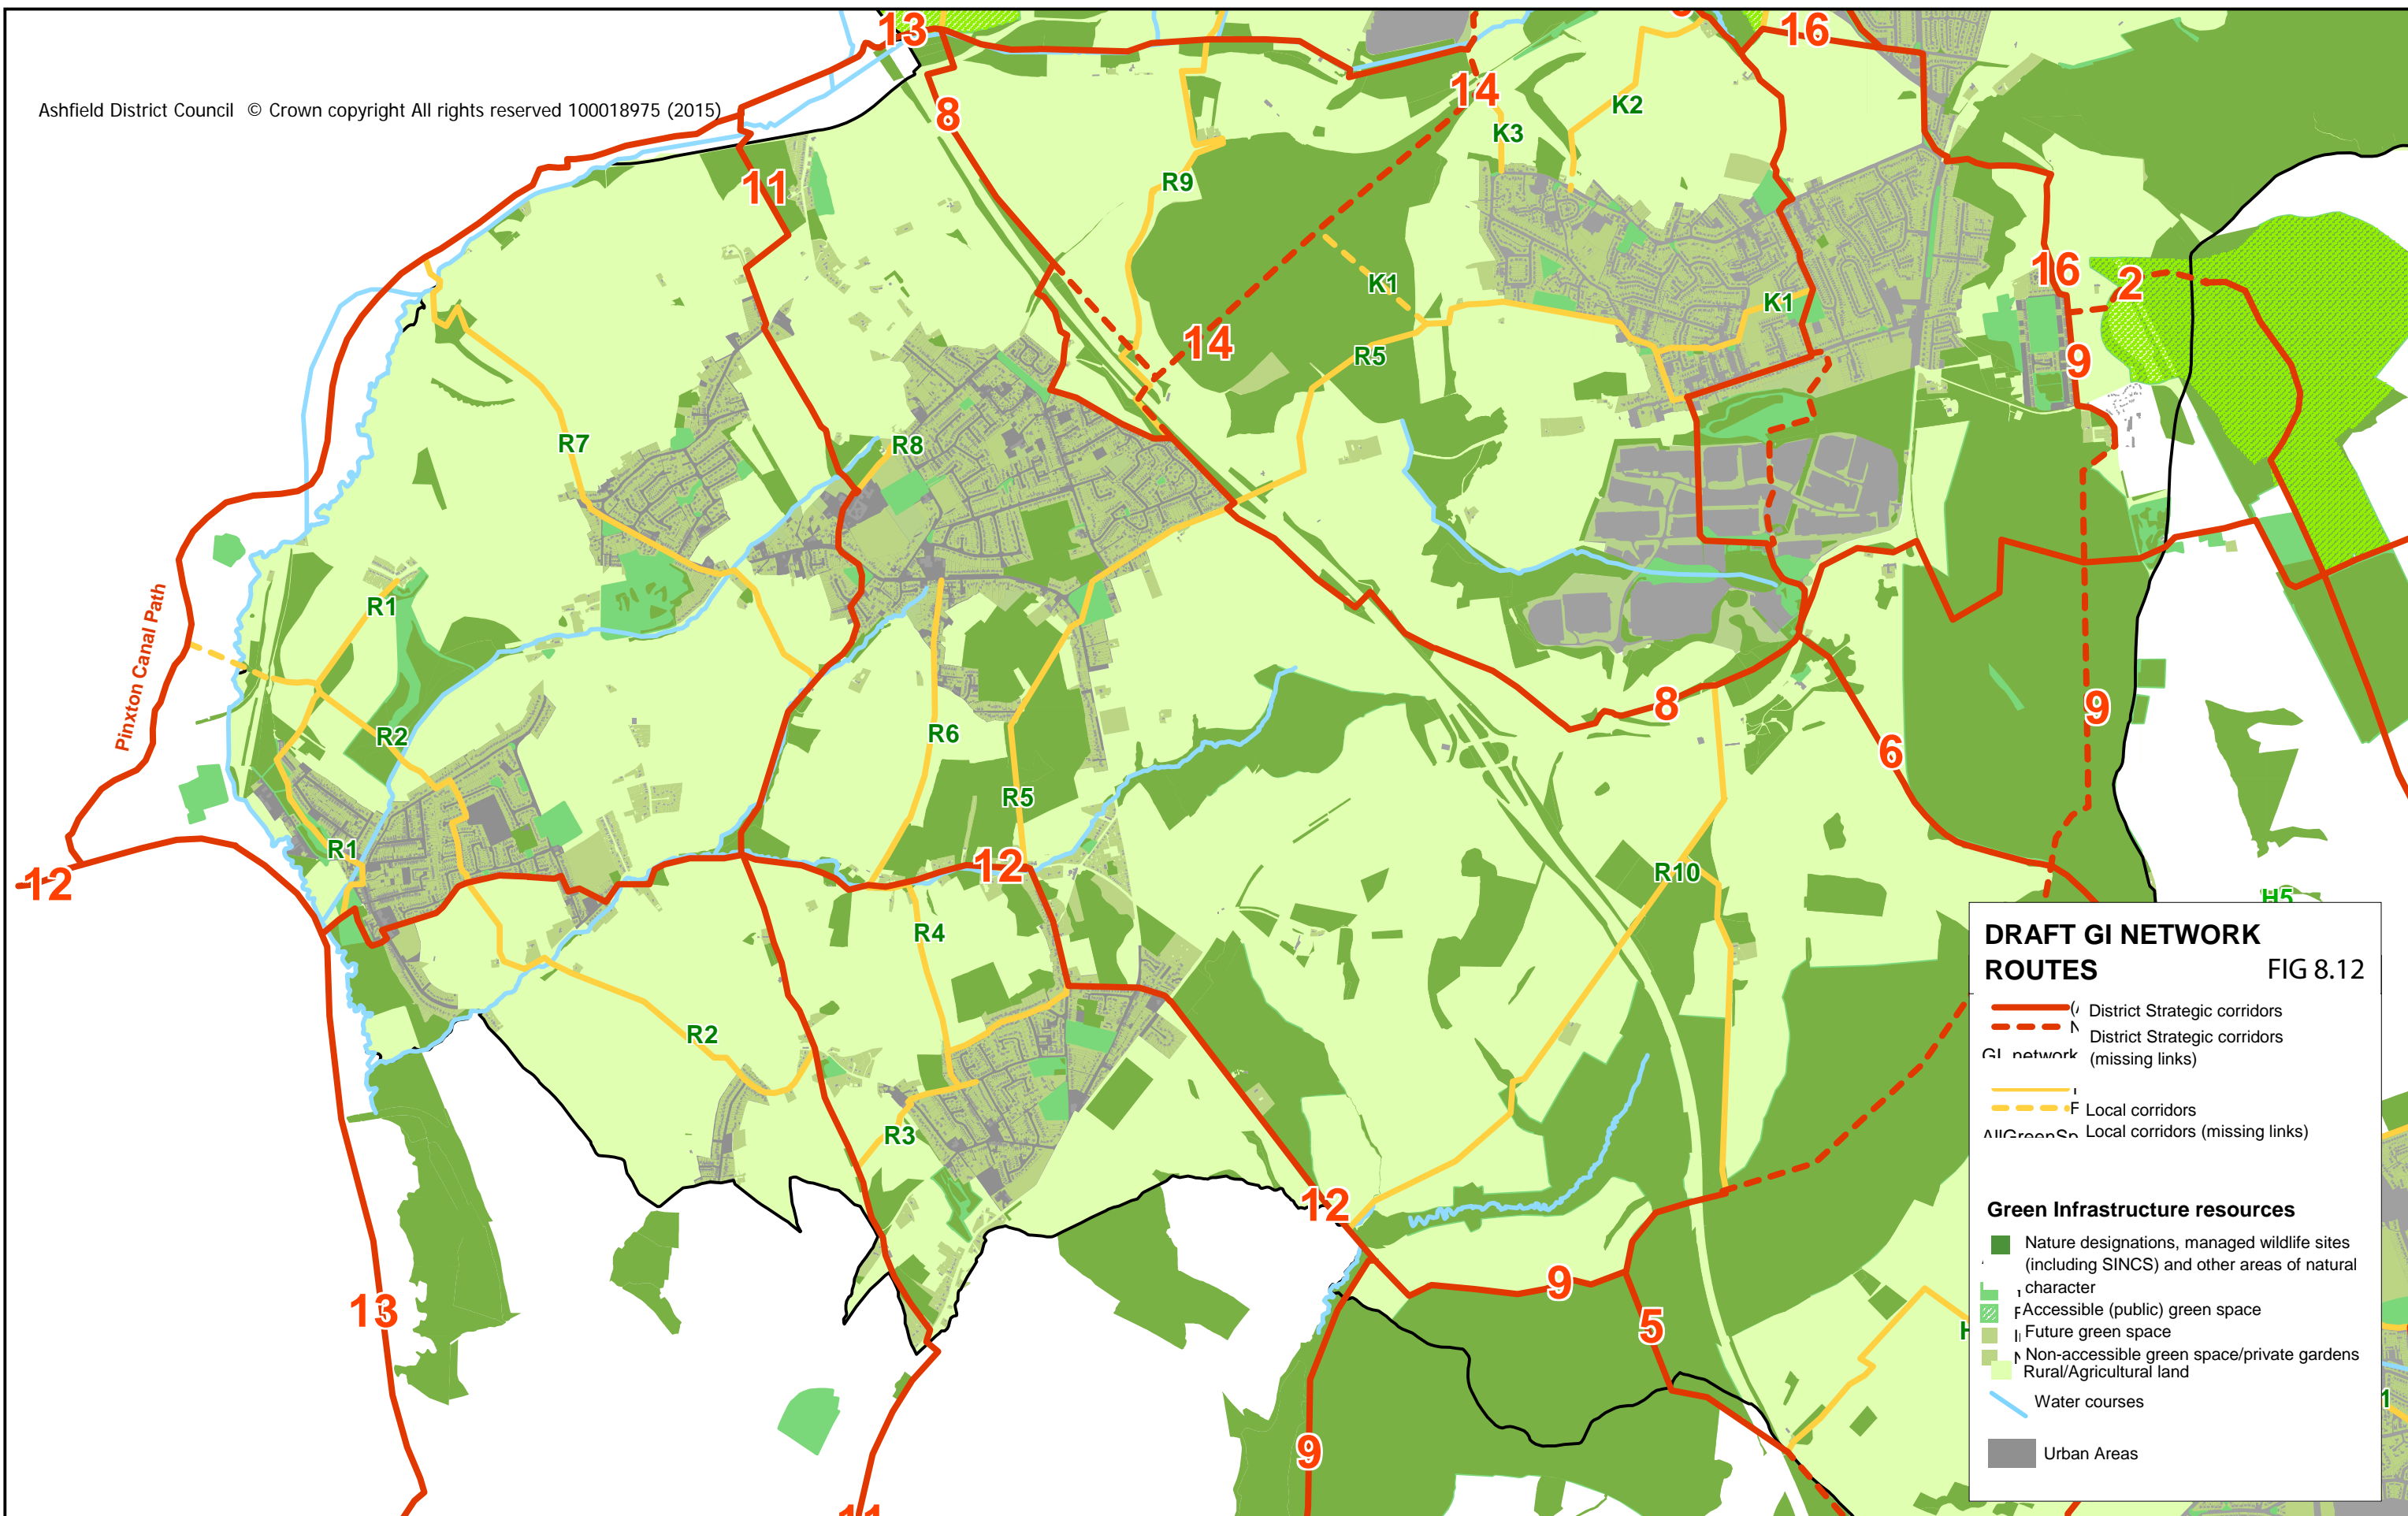 13
16
Ashfield District Council © Crown copyright All rights reserved 100018975 (2015)
8
14
K2
K3
11
R9
16
2
K1
K1
14
R5
9
R7
R8
R1
Pinxton Canal Path
R2
R6
8
9
6
R5
R1
12
12
R10
H5
R4
R2
R3
12
9
13
5
9
11
DRAFT GI NETWORK
ROUTES FIG 8.12
District Strategic corridors
District Strategic corridors
(missing links)
GI network
Local corridors
Local corridors (missing links)
Green Infrastructure resources
Nature designations, managed wildlife sites
(including SINCS) and other areas of natural
character
Accessible (public) green space
Future green space
Non-accessible green space/private gardens
Rural/Agricultural land
Water courses
Urban Areas